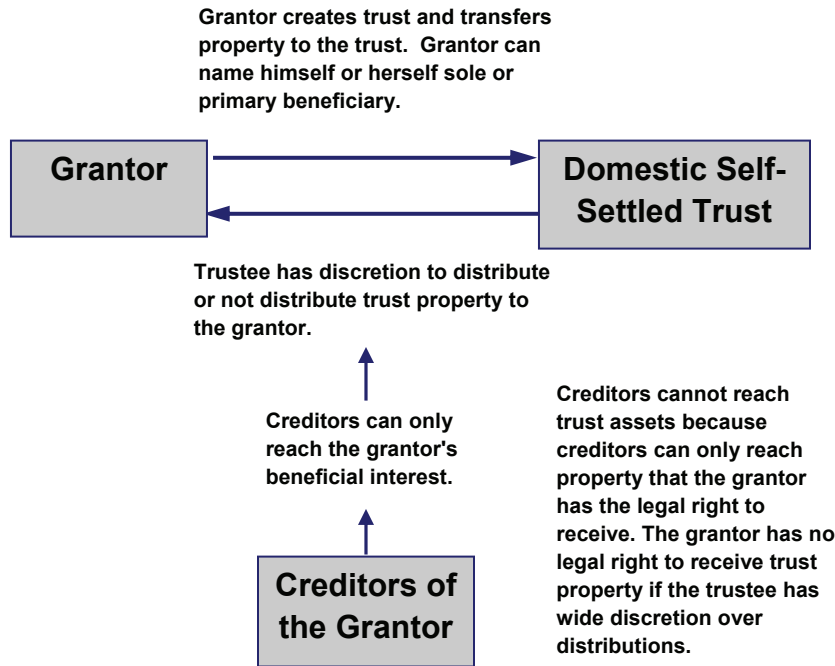 Grantor creates trust and transfers
property to the trust.  Grantor can
name himself or herself sole or
primary beneficiary.
Grantor
Domestic Self-
Settled Trust
Trustee has discretion to distribute
or not distribute trust property to
the grantor.
Creditors can only
reach the grantor's
beneficial interest.
Creditors cannot reach
trust assets because
creditors can only reach
property that the grantor
has the legal right to
receive. The grantor has no
legal right to receive trust
property if the trustee has
wide discretion over
distributions.
Creditors of
the Grantor